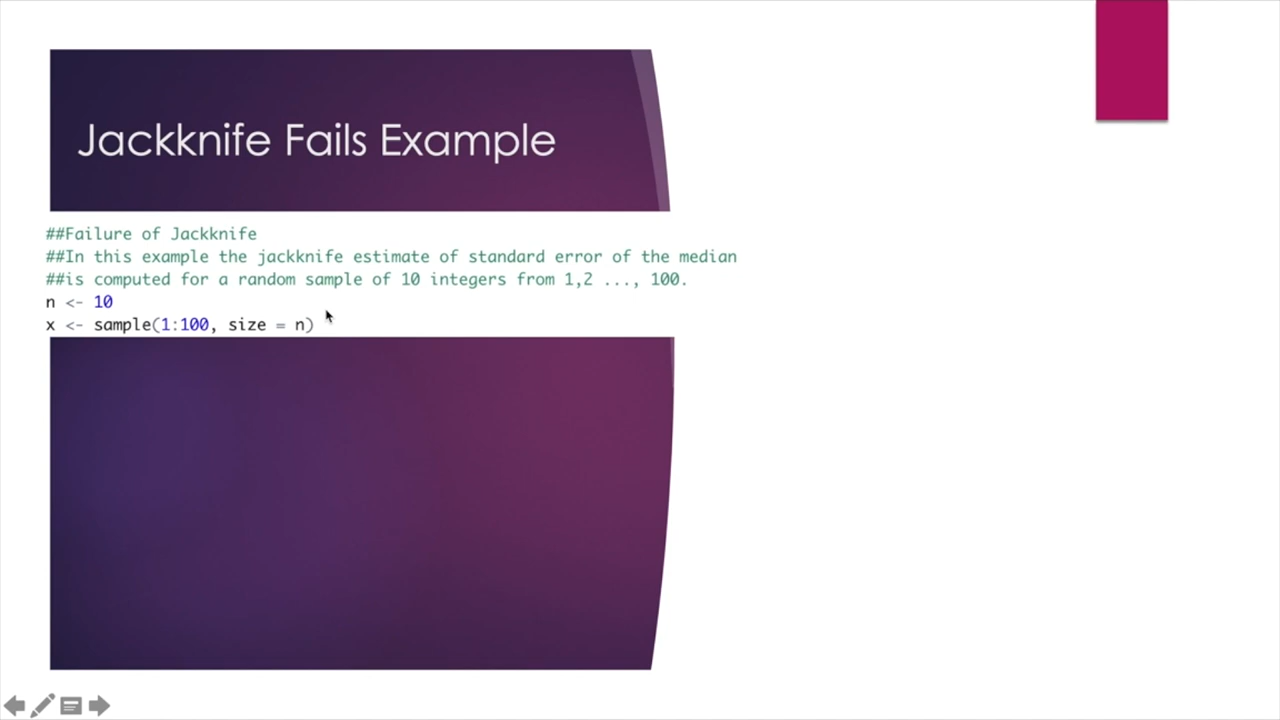 Jackknife Fails Example
##Failure of Jackknife
##In this example the jackknife estimate of standard error of the median
##is computed for a random sample of 10 integers from 1,2 ..., 100.
n <- 10
x <- sample(1:100, size = n)